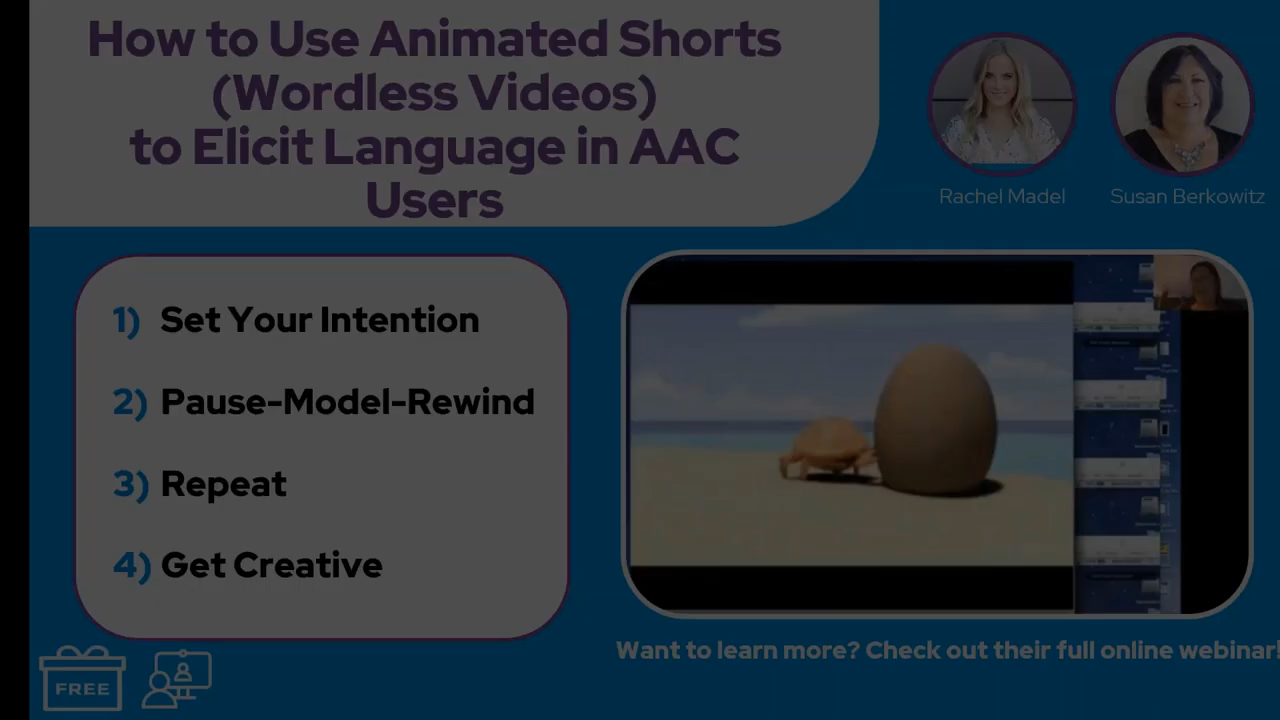 How to Use Animated Shorts
(Wordless Videos)
to Elicit Language in AAC
Users
Rachel Madel
Susan Berkowitz
1) Set Your Intention
2) Pause-Model-Rewind
3) Repeat
4) Get Creative
Want to learn more? Check out their full online webinar!
FREE